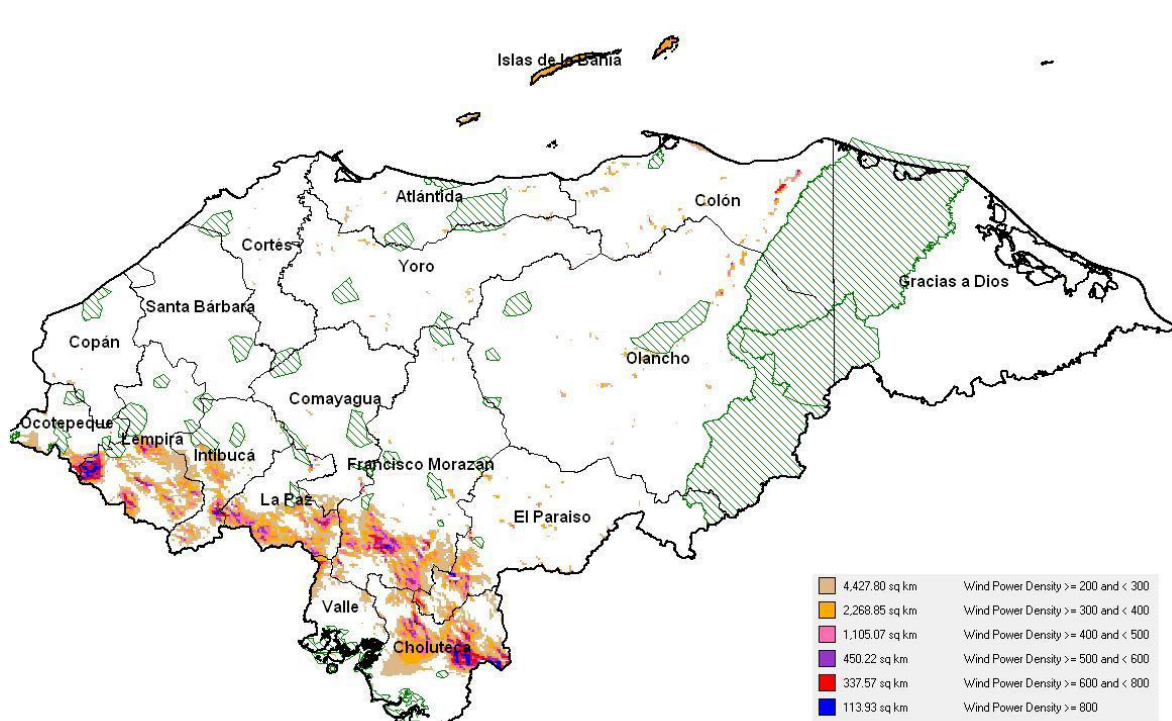 Islas de la Bahía
Atlántida
Colón
Cortés
Yoro
Gracias a Dios
Santa Bárbara
Copán
Olancho
Comayagua
Ocotepeque
Lempira
Intibucá
Francisco Morazan
La Paz
El Paraiso
Valle
Choluteca
4,427.80 sq km Wind Power Density >= 200 and < 300
2,268.85 sq km Wind Power Density >= 300 and < 400
1,105.07 sq km Wind Power Density >= 400 and < 500
450.22 sq km Wind Power Density >= 500 and < 600
337.57 sq km Wind Power Density >= 600 and < 800
113.93 sq km Wind Power Density >= 800